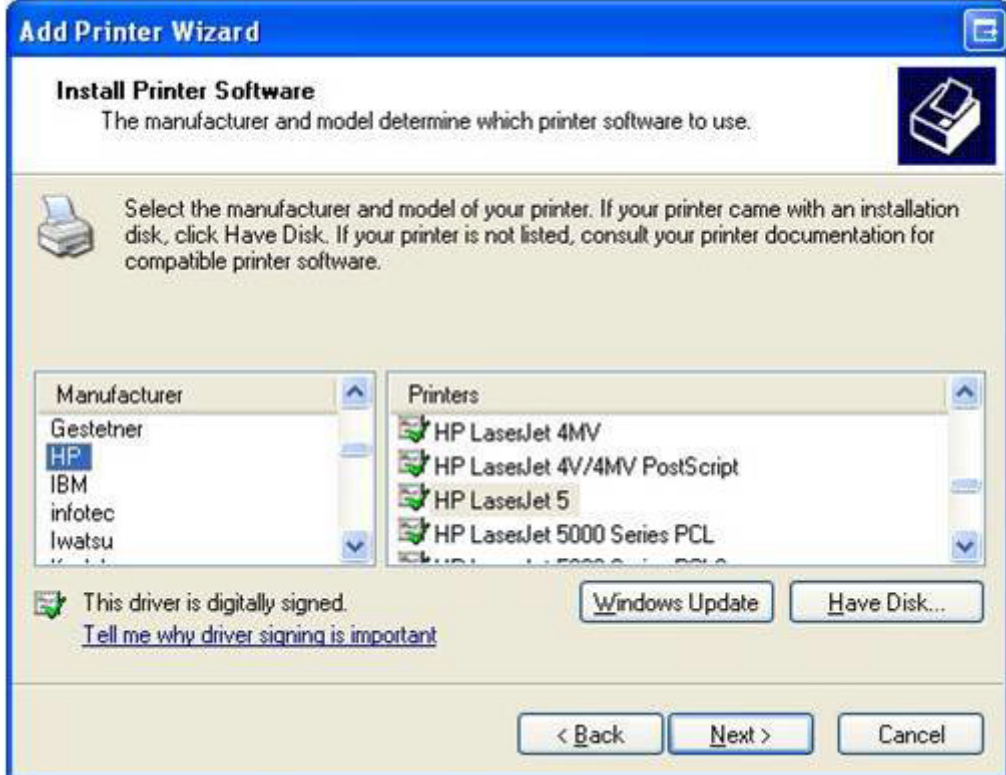 Add Printer Wizard
Install Printer Software
The manufacturer and model determine which printer software to use.
Select the manufacturer and model of your printer. If your printer came with an installation
disk, click Have Disk. If your printer is not listed, consult your printer documentation for
compatible printer software.
Manufacturer
Gestetner
HP
IBM
infotec
Iwatsu
Printers
HP LaserJet 4MV
HP LaserJet 4V/4MV PostScript
HP LaserJet 5
HP LaserJet 5000 Series PCL
This driver is digitally signed.
Tell me why driver signing is important
Windows Update
Have Disk...
< Back
Next >
Cancel